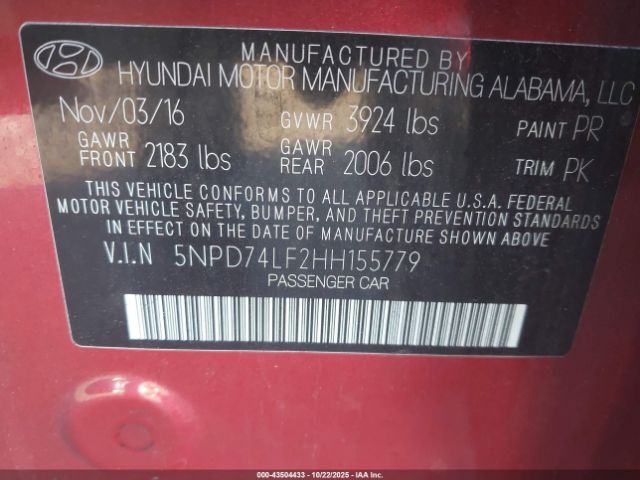 MANUFACTURED BY
HYUNDAI MOTOR MANUFACTURING ALABAMA, LLC
Nov/03/16 GVWR 3924 lbs PAINT PR
GAWR FRONT 2183 lbs GAWR REAR 2006 lbs TRIM PK
THIS VEHICLE CONFORMS TO ALL APPLICABLE U.S.A. FEDERAL
MOTOR VEHICLE SAFETY, BUMPER, AND THEFT PREVENTION STANDARDS
IN EFFECT ON THE DATE OF MANUFACTURE SHOWN ABOVE.
V.I.N 5NPD74LF2HH155779
PASSENGER CAR
000-43504433 - 10/22/2025 - IAAI.COM